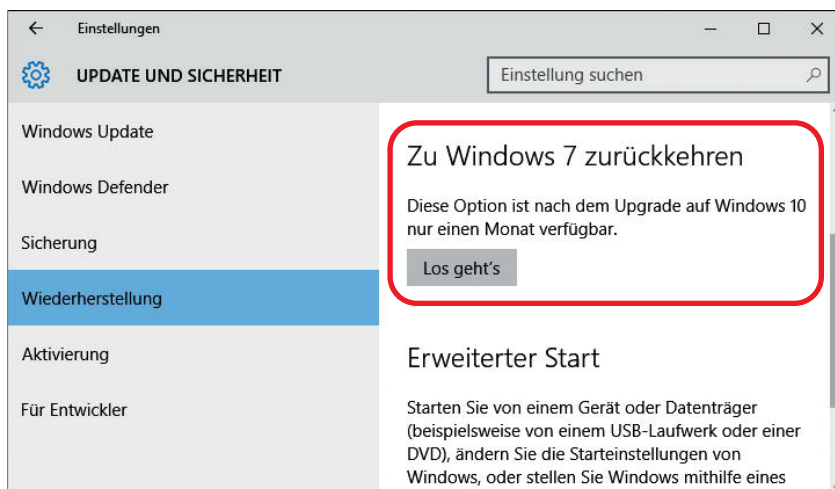 Einstellungen
UPDATE UND SICHERHEIT
Einstellung suchen
Windows Update
Windows Defender
Sicherung
Wiederherstellung
Aktivierung
Für Entwickler
Zu Windows 7 zurückkehren
Diese Option ist nach dem Upgrade auf Windows 10
nur einen Monat verfügbar.
Los geht's
Erweiterter Start
Starten Sie von einem Gerät oder Datenträger
(beispielsweise von einem USB-Laufwerk oder einer
DVD), ändern Sie die Starteinstellungen von
Windows, oder stellen Sie Windows mithilfe eines